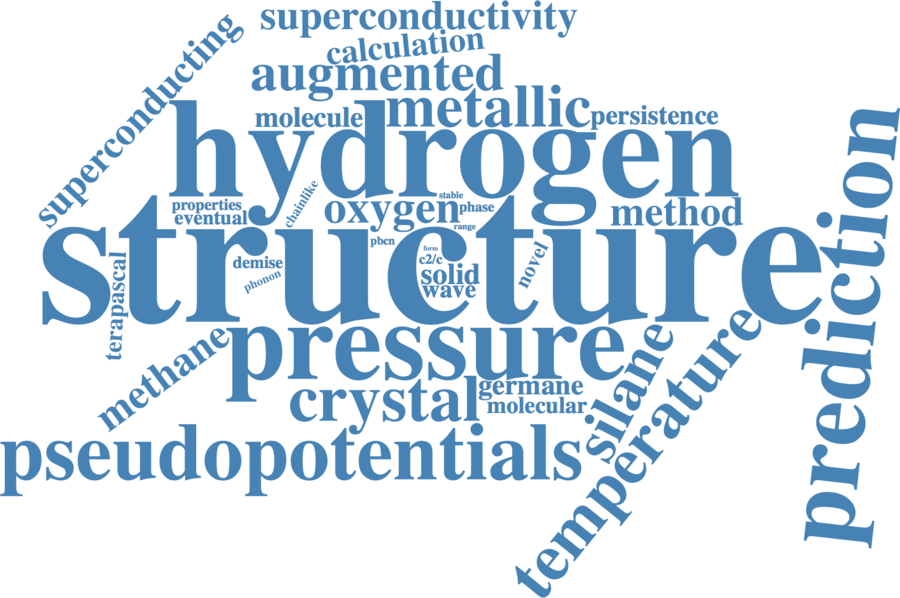 superconductivity
calculation
superconducting
augmented
metallic
molecule
persistence
hydrogen
prediction
chainlike
stable
properties
oxygen
phase
method
eventual
range
structure
pbcn
form
novel
c2/c
demise
solid
phonon
wave
terapascal
pressure
methane
silane
temperature
crystal
germane
molecular
pseudopotentials